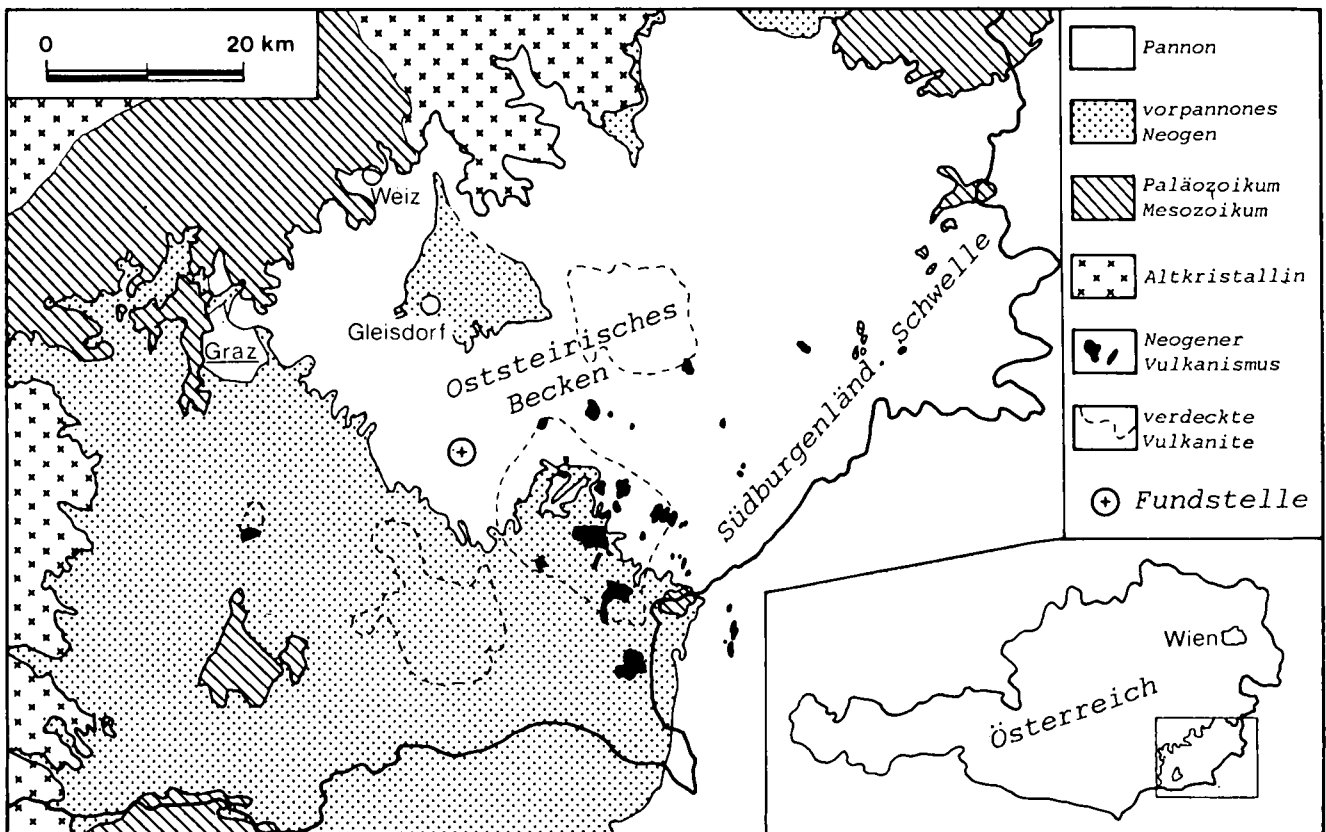 0 20 km
Weiz
Gleisdorf
Graz
Oststeirisches
Becken
Südburgenländ. Schwelle
Pannon
vorpannones
Neogen
Paläozoikum
Mesozoikum
Altkristallin
Neogener
Vulkanismus
verdeckte
Vulkanite
Fundstelle
Wien
Österreich